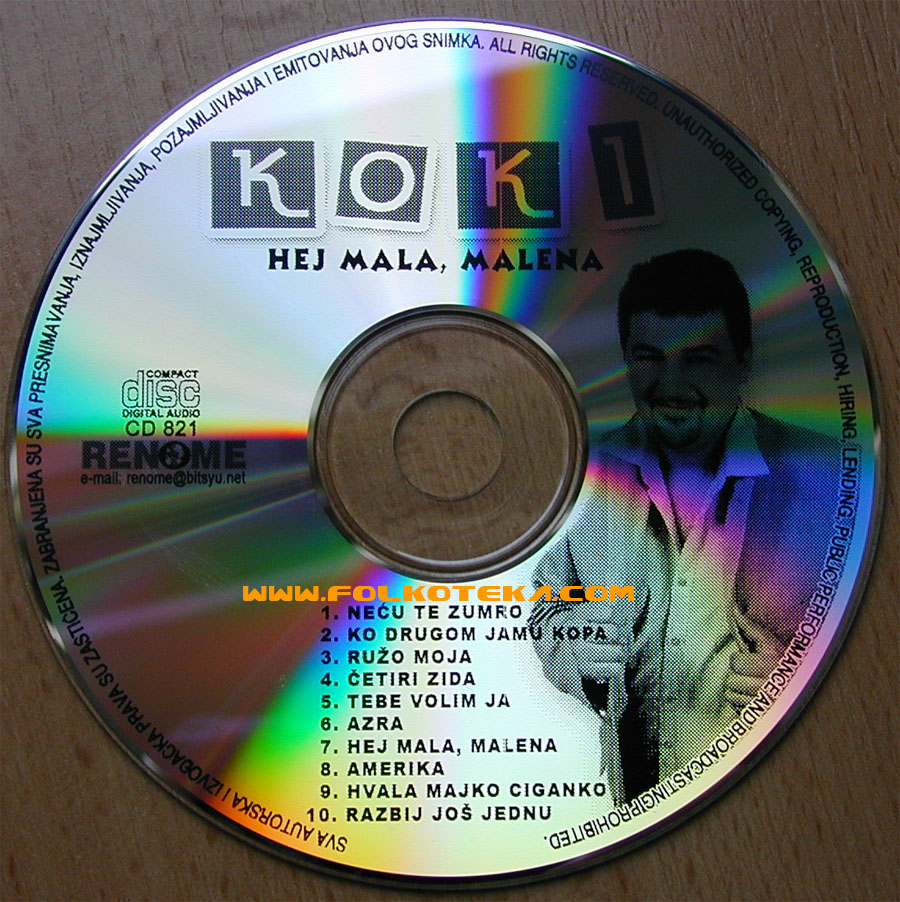 KOKI
HEJ MALA, MALENA
COMPACT
disc
DIGITAL AUDIO
CD 821
RENOME
e-mail: renome@bitsyu.net
WWW.FOLKOTEKA.COM
1. NEĆU TE ZUMRO
2. KO DRUGOM JAMU KOPA
3. RUŽO MOJA
4. ČETIRI ZIDA
5. TEBE VOLIM JA
6. AZRA
7. HEJ MALA, MALENA
8. AMERIKA
9. HVALA MAJKO CIGANKO
10. RAZBIJ JOŠ JEDNU
SVA AUTORSKA I IZVOĐAČKA PRAVA SU ZAŠTIĆENA. ZABRANJENA SU SVA PRESNIMAVANJA, IZNAJMLJIVANJA, POZAJMLJIVANJA I EMITOVANJA OVOG SNIMKA. ALL RIGHTS RESERVED. UNAUTHORIZED COPYING, REPRODUCTION, HIRING, LENDING, PUBLIC PERFORMANCE AND BROADCASTING PROHIBITED.